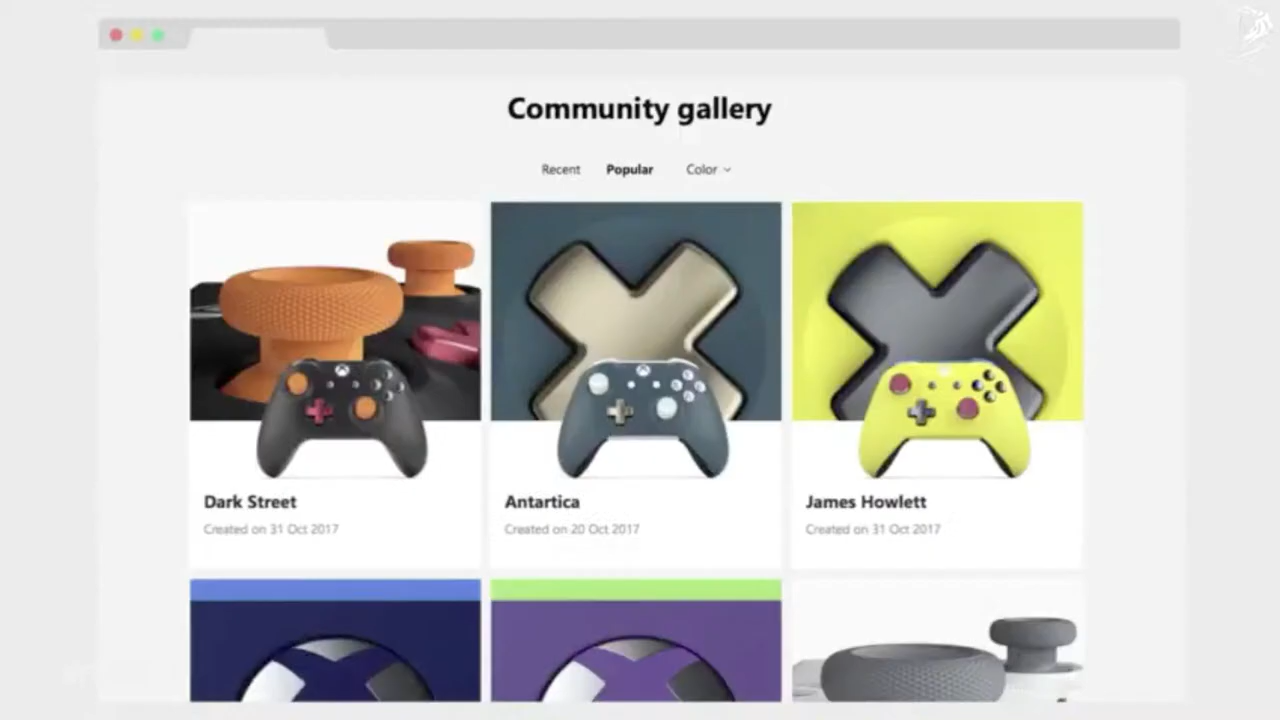 Community gallery
Recent Popular Color
Dark Street
Created on 31 Oct 2017
Antartica
Created on 20 Oct 2017
James Howlett
Created on 31 Oct 2017